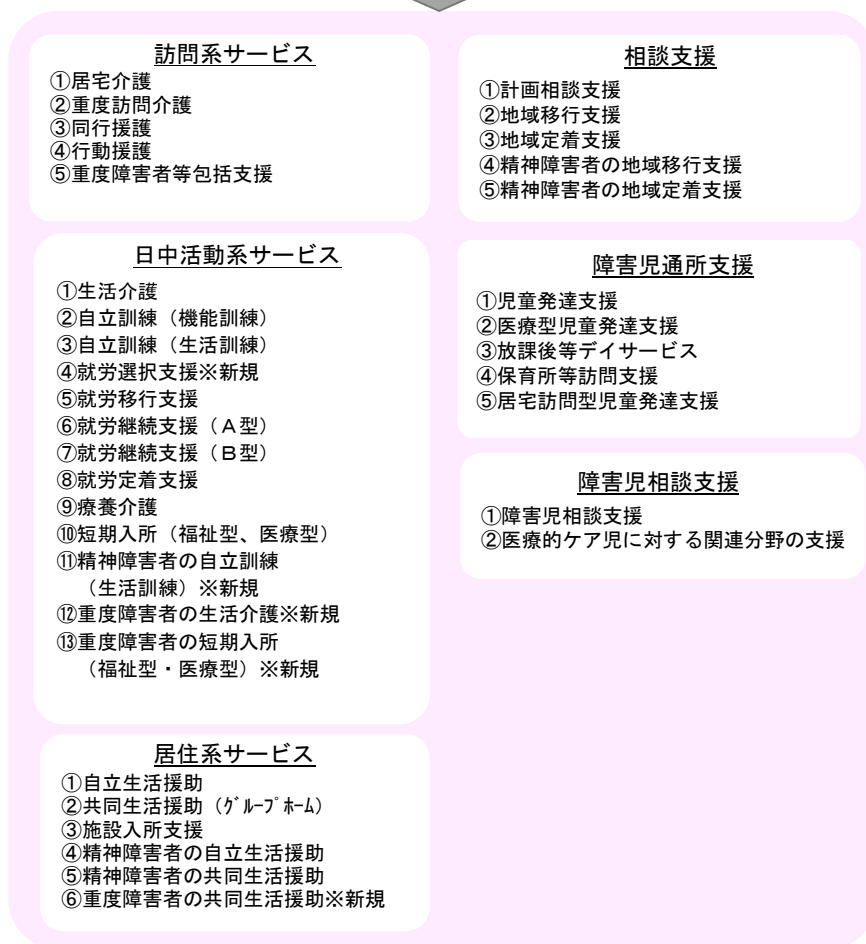 訪問系サービス
①居宅介護
②重度訪問介護
③同行援護
④行動援護
⑤重度障害者等包括支援
日中活動系サービス
①生活介護
②自立訓練（機能訓練）
③自立訓練（生活訓練）
④就労選択支援※新規
⑤就労移行支援
⑥就労継続支援（Ａ型）
⑦就労継続支援（Ｂ型）
⑧就労定着支援
⑨療養介護
⑩短期入所（福祉型、医療型）
⑪精神障害者の自立訓練
（生活訓練）※新規
⑫重度障害者の生活介護※新規
⑬重度障害者の短期入所
（福祉型・医療型）※新規
居住系サービス
①自立生活援助
②共同生活援助（ｸﾞﾙｰﾌﾟﾎｰﾑ）
③施設入所支援
④精神障害者の自立生活援助
⑤精神障害者の共同生活援助
⑥重度障害者の共同生活援助※新規
相談支援
①計画相談支援
②地域移行支援
③地域定着支援
④精神障害者の地域移行支援
⑤精神障害者の地域定着支援
障害児通所支援
①児童発達支援
②医療型児童発達支援
③放課後等デイサービス
④保育所等訪問支援
⑤居宅訪問型児童発達支援
障害児相談支援
①障害児相談支援
②医療的ケア児に対する関連分野の支援